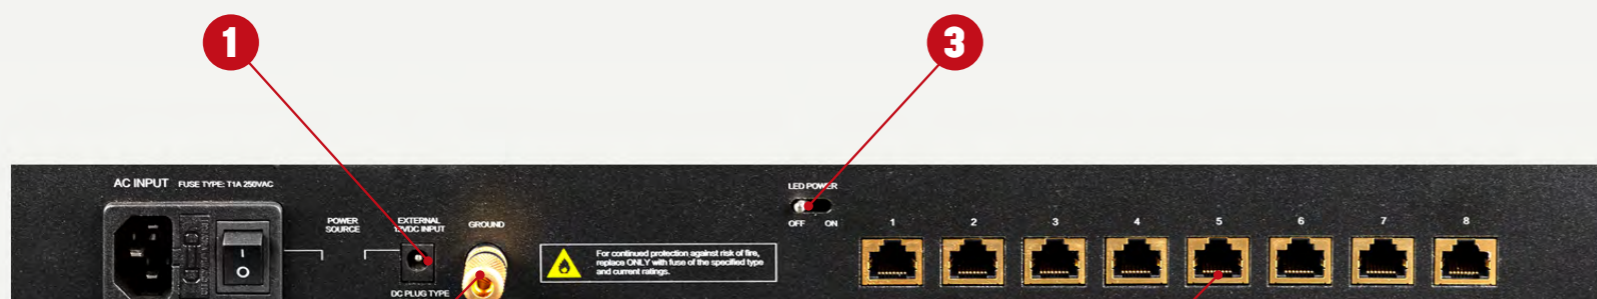 1
3
AC INPUT FUSE TYPE: T1A 250VAC
LED POWER
OFF ON
POWER
SOURCE
EXTERNAL
12VDC INPUT
GROUND
1 2 3 4 5 6 7 8
For continued protection against risk of fire,
replace ONLY with fuse of the specified type
and current ratings.
I
O
DC PLUG TYPE